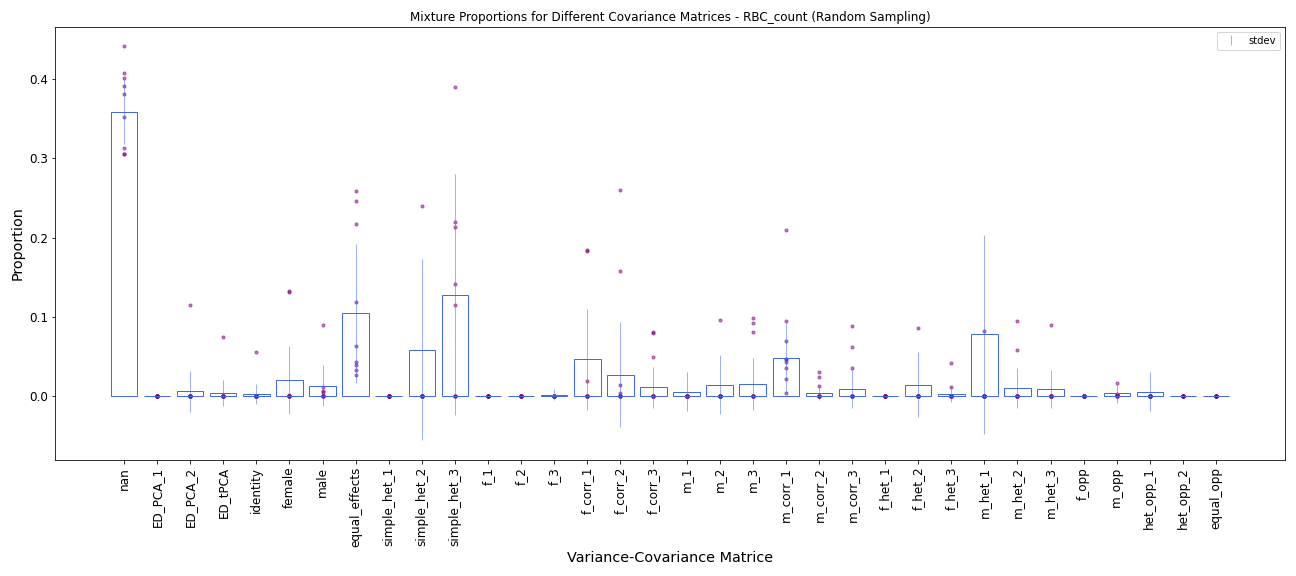 Mixture Proportions for Different Covariance Matrices - RBC_count (Random Sampling)
stdev
Proportion
0.4
0.3
0.2
0.1
0.0
nan
ED_PCA_1
ED_PCA_2
ED_tPCA
identity
female
male
equal_effects
simple_het_1
simple_het_2
simple_het_3
f_1
f_2
f_3
f_corr_1
f_corr_2
f_corr_3
m_1
m_2
m_3
m_corr_1
m_corr_2
m_corr_3
f_het_1
f_het_2
f_het_3
m_het_1
m_het_2
m_het_3
f_opp
m_opp
het_opp_1
het_opp_2
equal_opp
Variance-Covariance Matrice